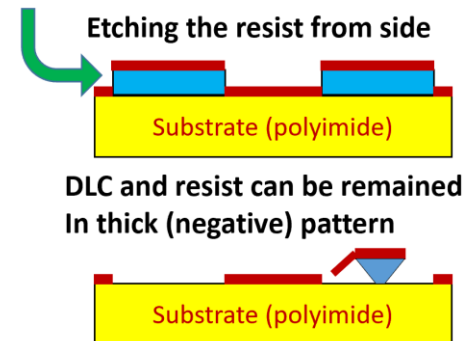 Etching the resist from side
Substrate (polyimide)
DLC and resist can be remained
In thick (negative) pattern
Substrate (polyimide)